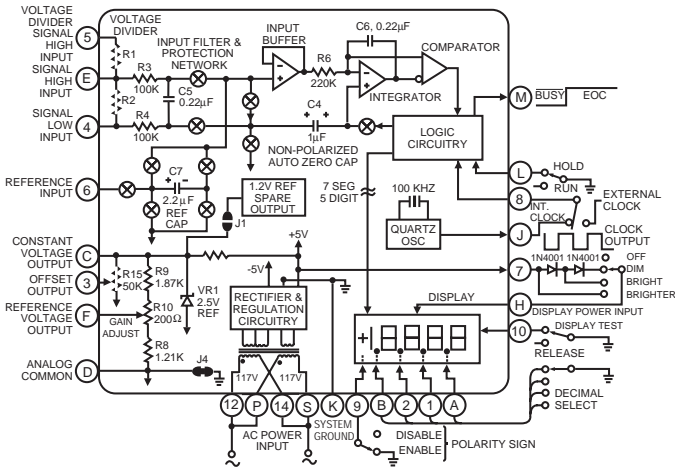 VOLTAGE
DIVIDER
SIGNAL
HIGH
INPUT
5
VOLTAGE
DIVIDER
R1
SIGNAL
HIGH
INPUT
E
R2
SIGNAL
LOW
INPUT
4
INPUT FILTER &
PROTECTION
NETWORK
R3
100K
C5
0.22µF
R4
100K
INPUT
BUFFER
R6
220K
C6, 0.22µF
COMPARATOR
INTEGRATOR
C4
1µF
NON-POLARIZED
AUTO ZERO CAP
LOGIC
CIRCUITRY
M
BUSY
EOC
L
HOLD
RUN
8
INT.
CLOCK
EXTERNAL
CLOCK
J
CLOCK
OUTPUT
REFERENCE
INPUT
6
C7
2.2µF
REF
CAP
1.2V REF
SPARE
OUTPUT
J1
7 SEG
5 DIGIT
100 KHZ
QUARTZ
OSC
CONSTANT
VOLTAGE
OUTPUT
C
OFFSET
OUTPUT
3
R15
50K
REFERENCE
VOLTAGE
OUTPUT
F
GAIN
ADJUST
R9
1.87K
R10
200Ω
R8
1.21K
VR1
2.5V
REF
ANALOG
COMMON
D
J4
+5V
-5V
RECTIFIER &
REGULATION
CIRCUITRY
117V
117V
7
1N4001
1N4001
OFF
DIM
BRIGHT
BRIGHTER
H
DISPLAY POWER INPUT
10
DISPLAY TEST
RELEASE
DISPLAY
12
P
14
S
K
9
B
2
1
A
AC POWER
INPUT
SYSTEM
GROUND
DISABLE
ENABLE
POLARITY SIGN
DECIMAL
SELECT